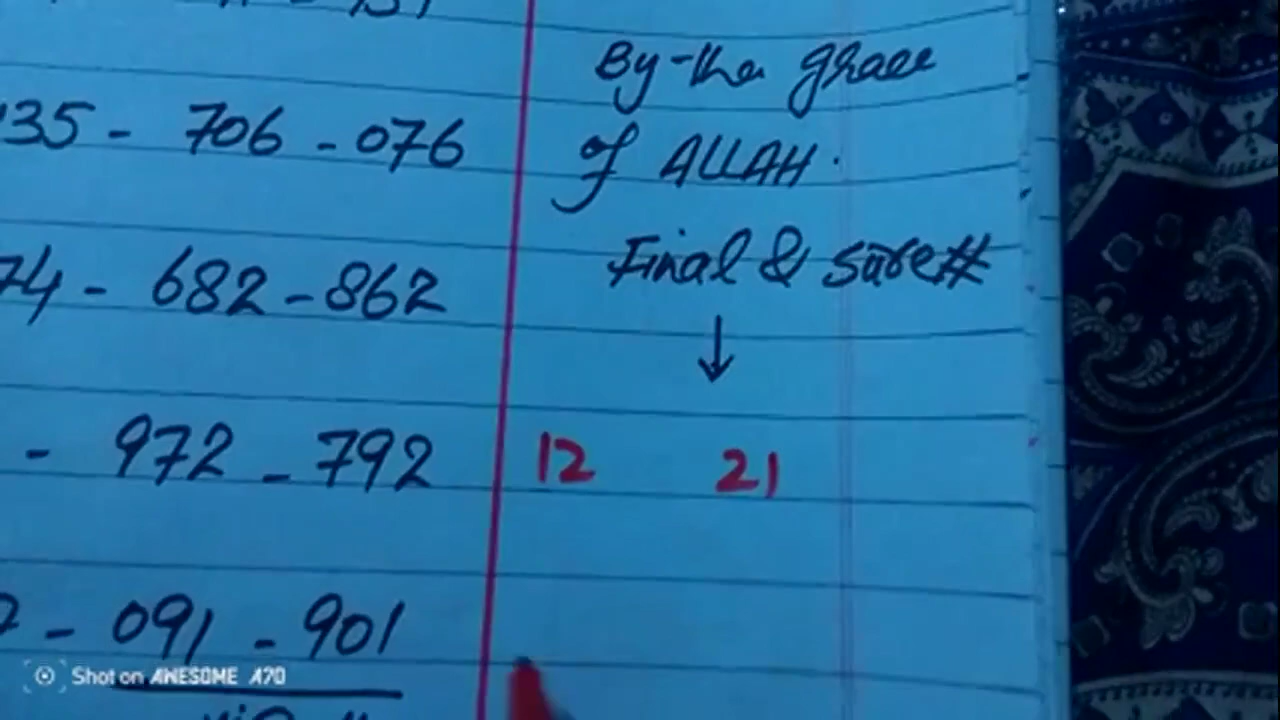 By-the grace
35 - 706 - 076
of ALLAH.
74 - 682 - 862
Final & sure#
- 972 - 792
12 21
- 091 - 901
Shot on AWESOME A70